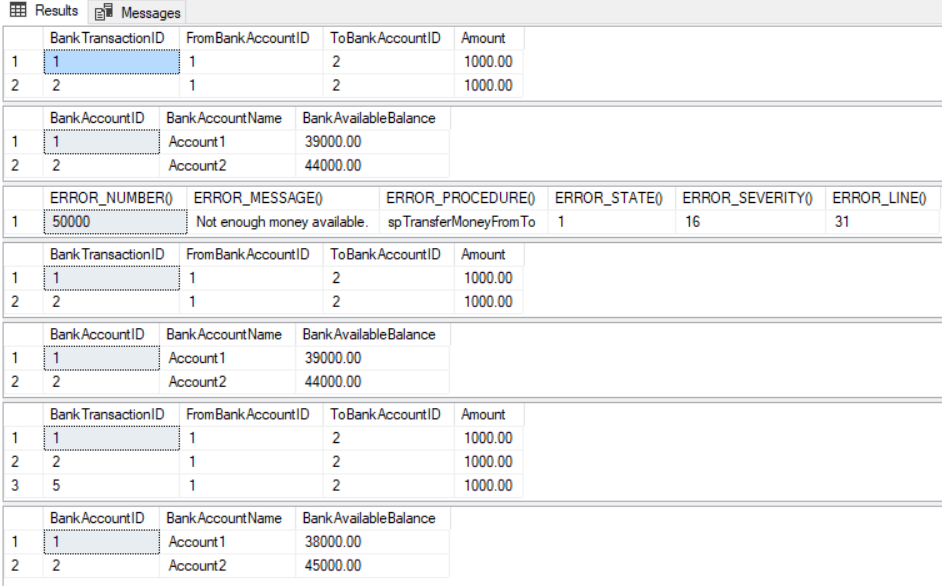 Results Messages
BankTransactionID FromBankAccountID ToBankAccountID Amount
1 1 1 2 1000.00
2 2 1 2 1000.00
BankAccountID BankAccountName BankAvailableBalance
1 1 Account1 39000.00
2 2 Account2 44000.00
ERROR_NUMBER() ERROR_MESSAGE() ERROR_PROCEDURE() ERROR_STATE() ERROR_SEVERITY() ERROR_LINE()
1 50000 Not enough money available. spTransferMoneyFromTo 1 16 31
BankTransactionID FromBankAccountID ToBankAccountID Amount
1 1 1 2 1000.00
2 2 1 2 1000.00
BankAccountID BankAccountName BankAvailableBalance
1 1 Account1 39000.00
2 2 Account2 44000.00
BankTransactionID FromBankAccountID ToBankAccountID Amount
1 1 1 2 1000.00
2 2 1 2 1000.00
3 5 1 2 1000.00
BankAccountID BankAccountName BankAvailableBalance
1 1 Account1 38000.00
2 2 Account2 45000.00